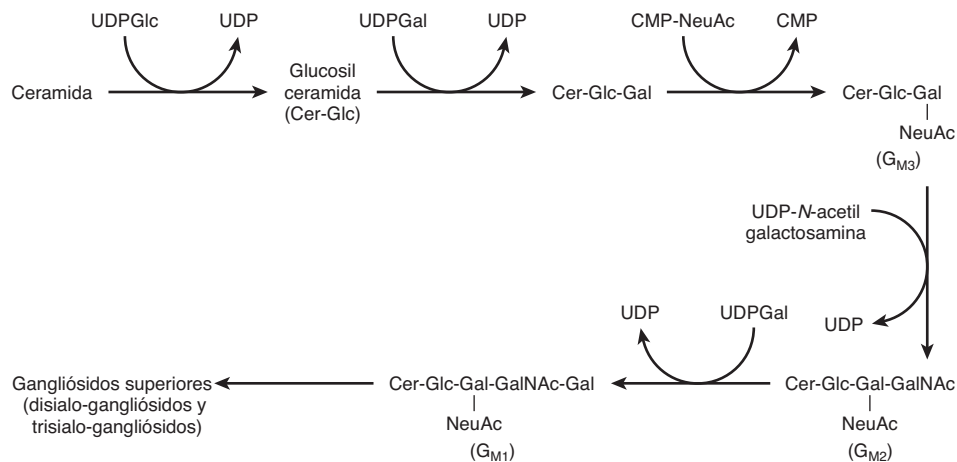 UDPGlc UDP UDPGal UDP CMP-NeuAc CMP
Ceramida Glucosil
ceramida
(Cer-Glc) Cer-Glc-Gal Cer-Glc-Gal
NeuAc
(GM3)
UDP-N-acetil
galactosamina
UDP
UDP UDPGal
Gangliósidos superiores
(disialo-gangliósidos y
trisialo-gangliósidos)
Cer-Glc-Gal-GalNAc-Gal
NeuAc
(GM1)
Cer-Glc-Gal-GalNAc
NeuAc
(GM2)